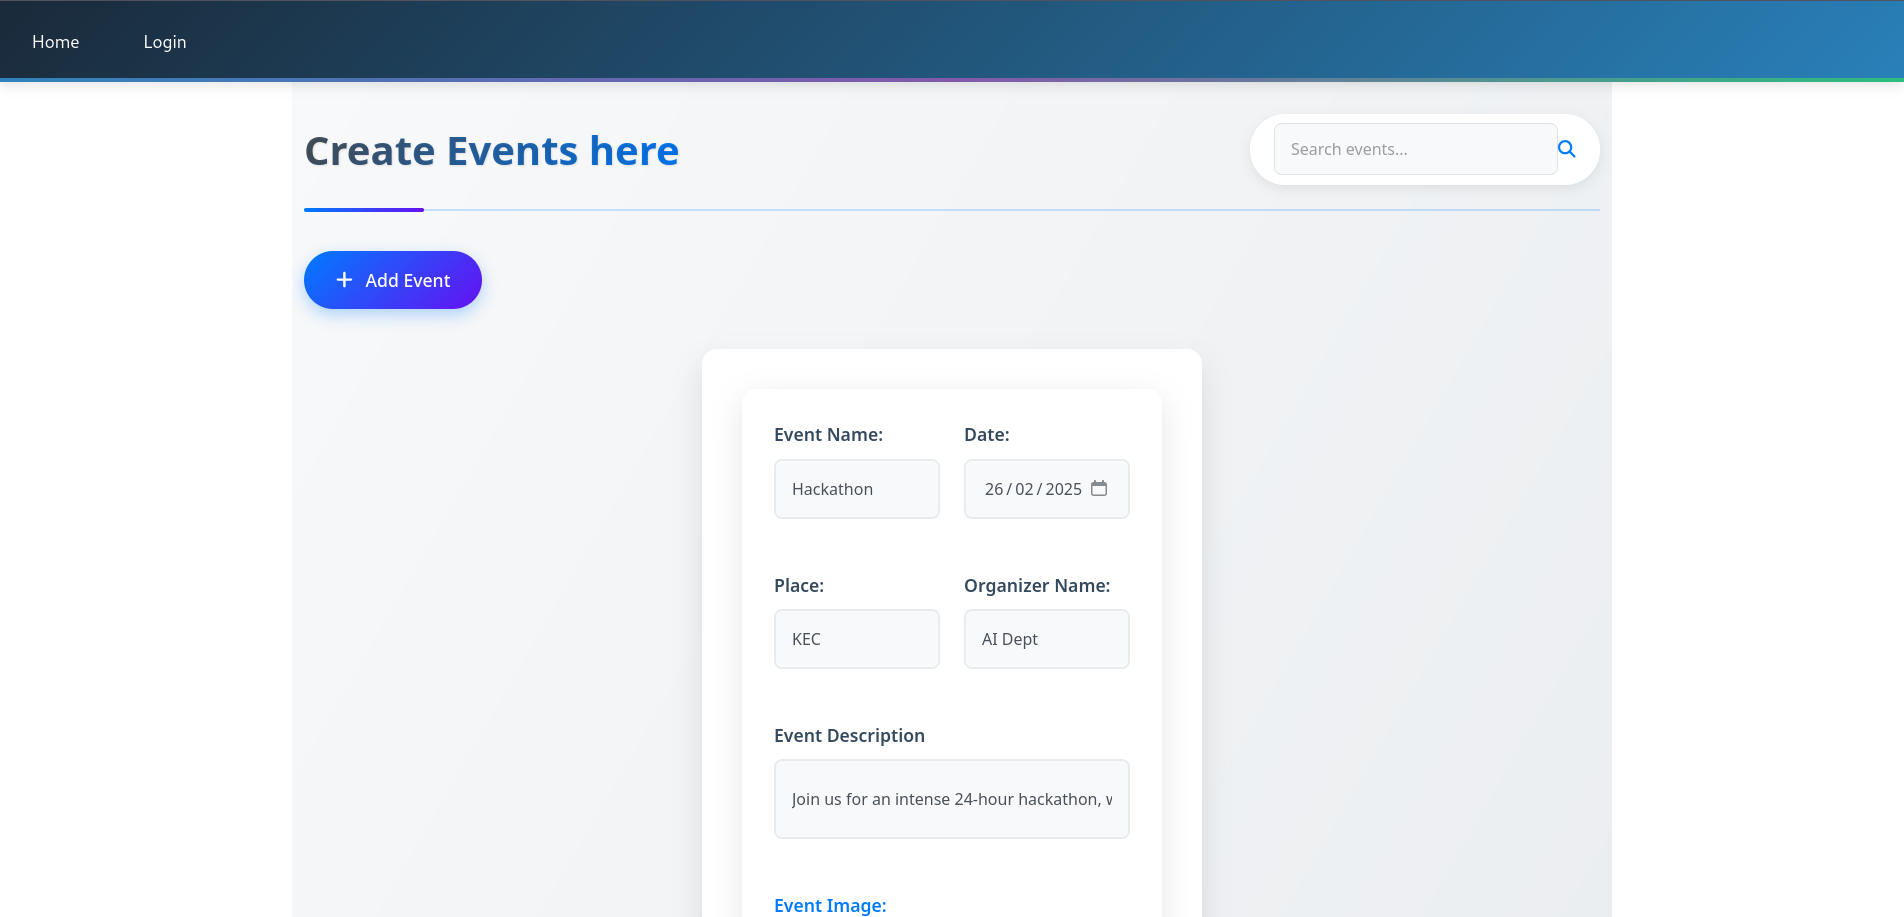 Home Login
Create Events here
Search events...
Add Event
Event Name: Date:
Hackathon 26/02/2025
Place: Organizer Name:
KEC AI Dept
Event Description
Join us for an intense 24-hour hackathon,
Event Image: